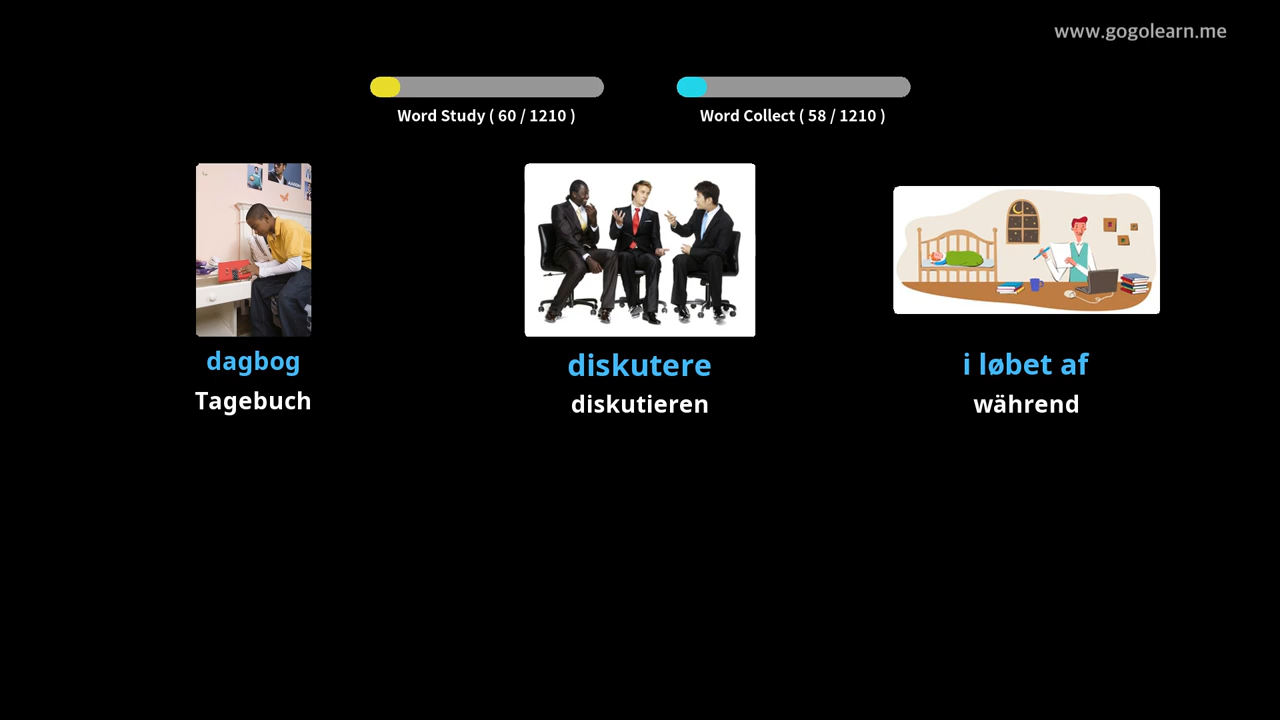 www.gogolearn.me
Word Study ( 60 / 1210 )
Word Collect ( 58 / 1210 )
dagbog
Tagebuch
diskutere
diskutieren
i løbet af
während